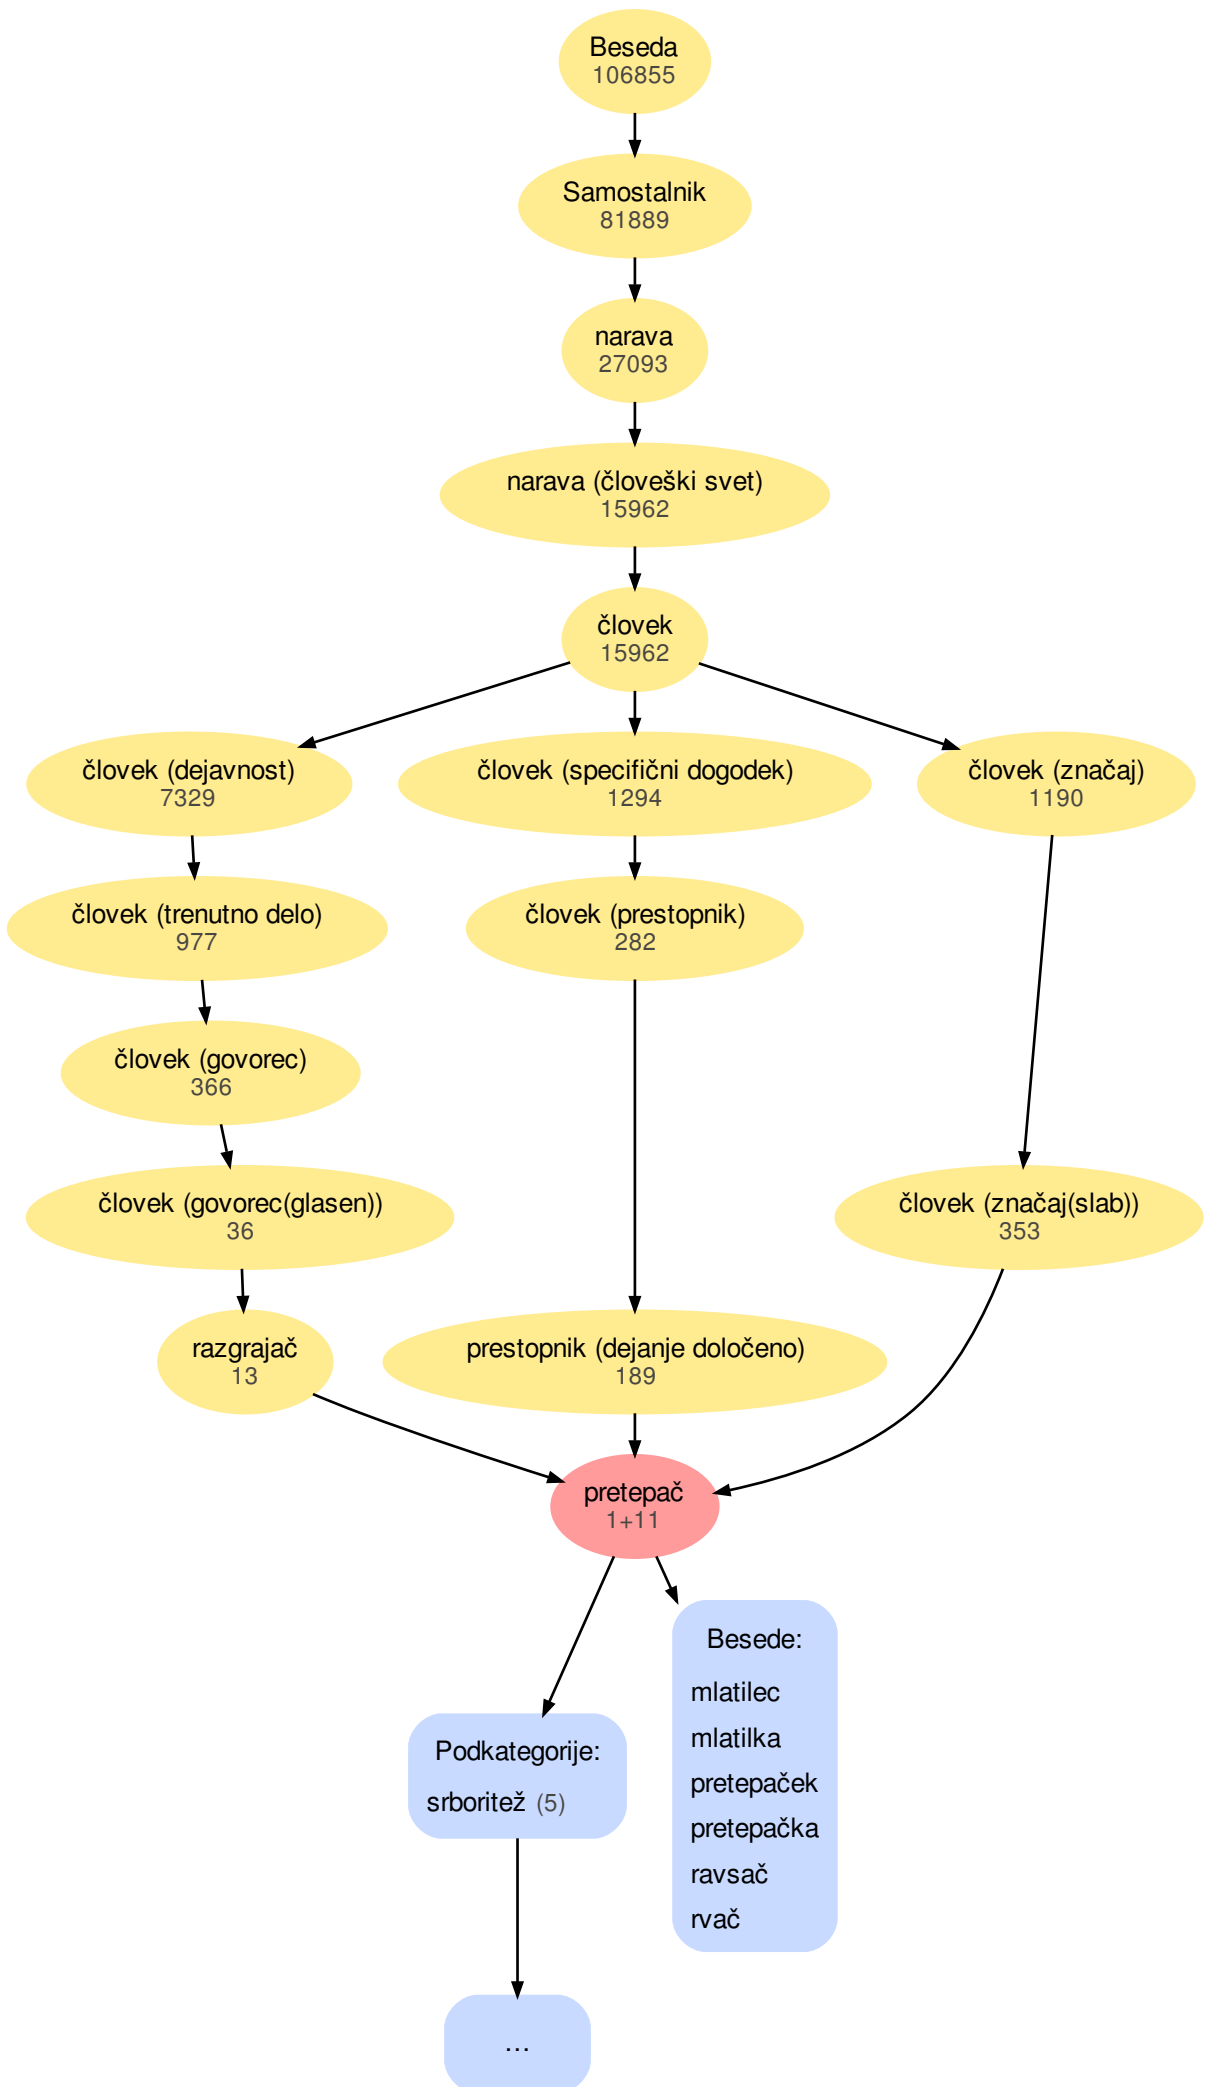 Beseda
106855
Samostalnik
81889
narava
27093
narava (človeški svet)
15962
človek
15962
človek (dejavnost)
7329
človek (specifični dogodek)
1294
človek (značaj)
1190
človek (trenutno delo)
977
človek (prestopnik)
282
človek (govorec)
366
človek (govorec(glasen))
36
človek (značaj(slab))
353
razgrajač
13
prestopnik (dejanje določeno)
189
pretepač
1+11
Besede:
mlatilec
mlatilka
pretepaček
pretepačka
ravsač
rvač
Podkategorije:
srboritež (5)
...